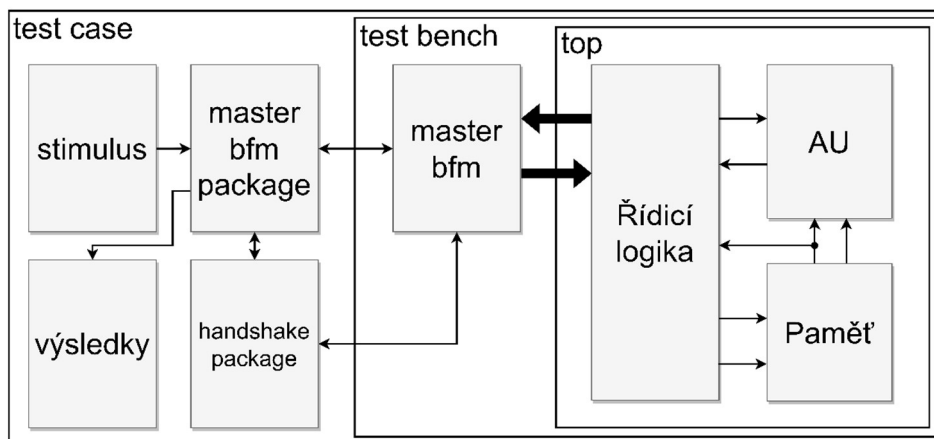 test case
test bench
top
stimulus
master
bfm
package
master
bfm
Řídicí
logika
AU
výsledky
handshake
package
Paměť